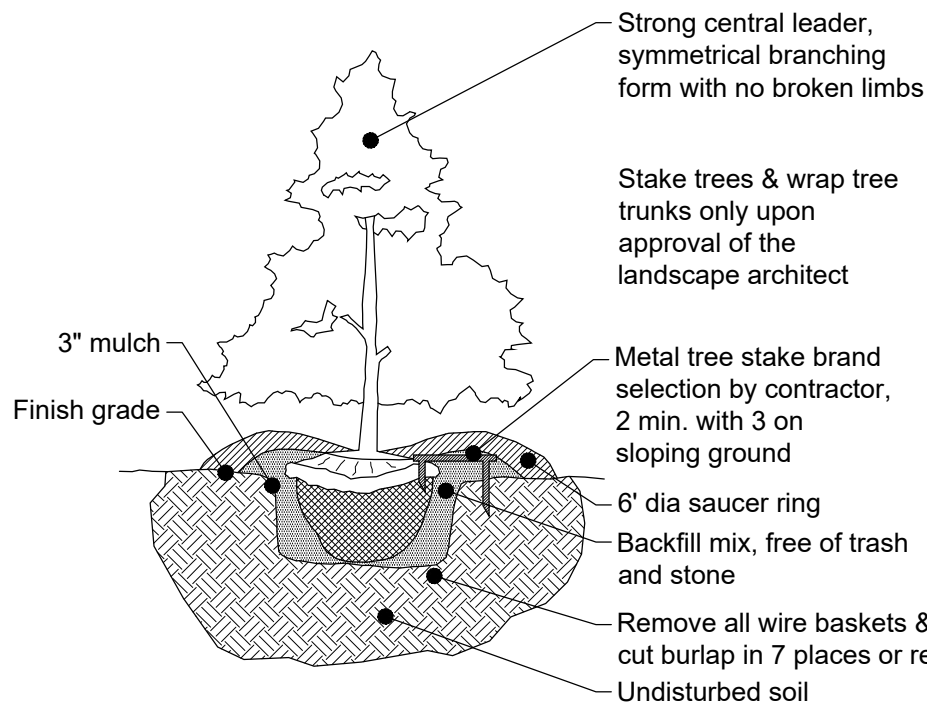 Strong central leader,
symmetrical branching
form with no broken limbs
Stake trees & wrap tree
trunks only upon
approval of the
landscape architect
3" mulch
Finish grade
Metal tree stake brand
selection by contractor,
2 min. with 3 on
sloping ground
6' dia saucer ring
Backfill mix, free of trash
and stone
Remove all wire baskets &
cut burlap in 7 places or
Undisturbed soil